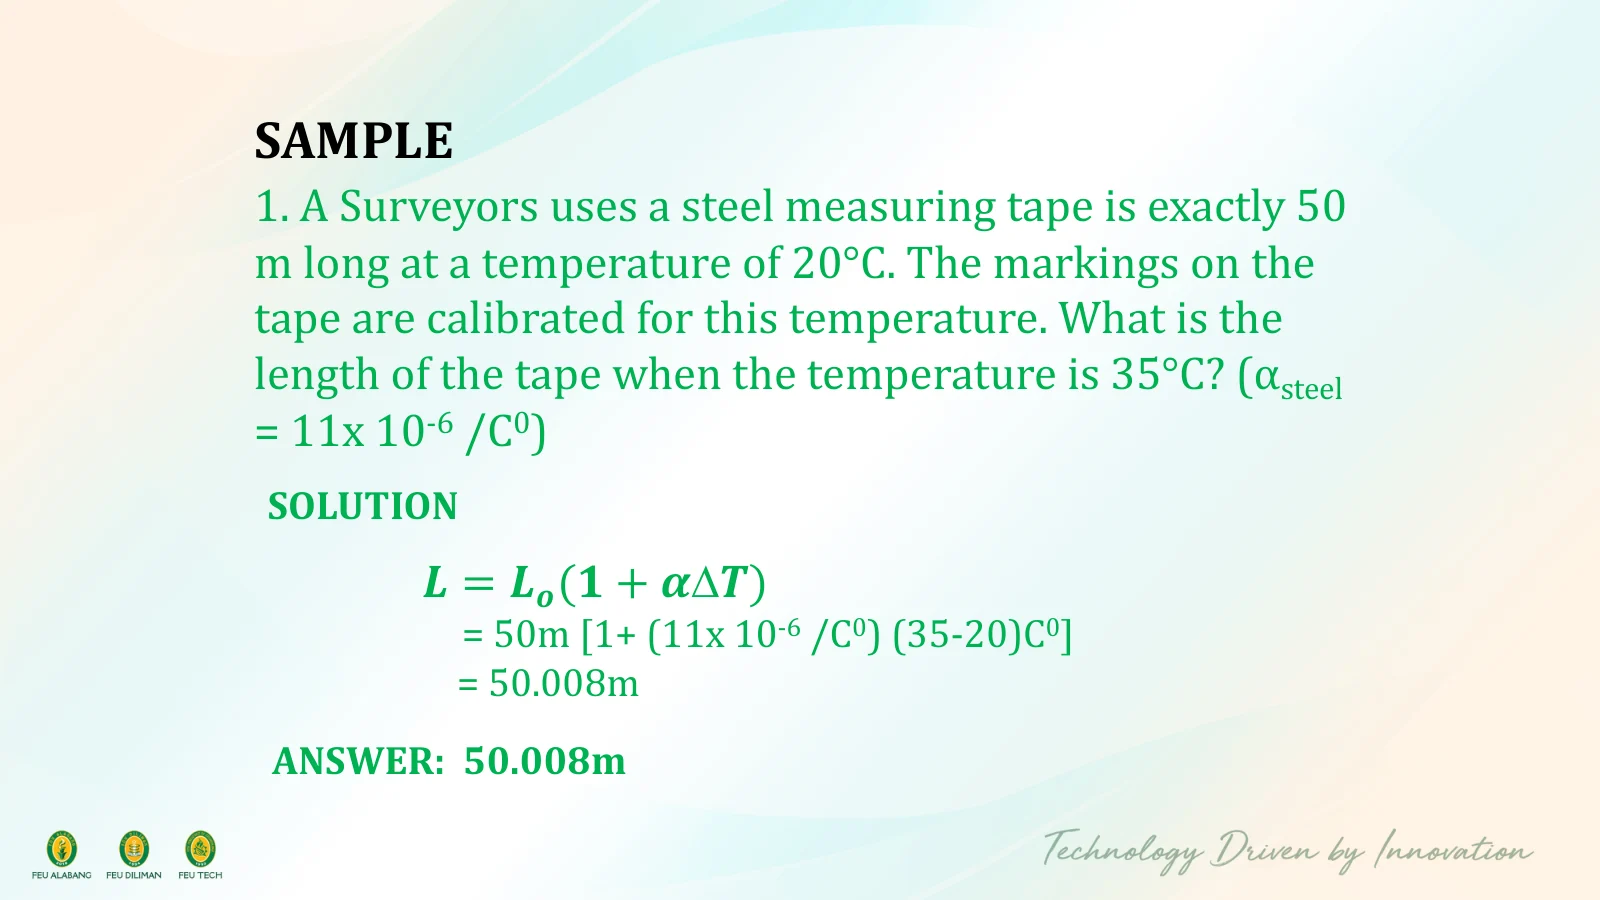 SAMPLE
1. A Surveyors uses a steel measuring tape is exactly 50
m long at a temperature of 20°C. The markings on the
tape are calibrated for this temperature. What is the
length of the tape when the temperature is 35°C? (αsteel
= 11x 10⁻⁶ /C⁰)
SOLUTION
L = Lₒ(1 + α∆T)
= 50m [1+ (11x 10⁻⁶ /C⁰) (35-20)C⁰]
= 50.008m
ANSWER: 50.008m
FEU ALABANG FEU DILIMAN FEU TECH
Technology Driven by Innovation